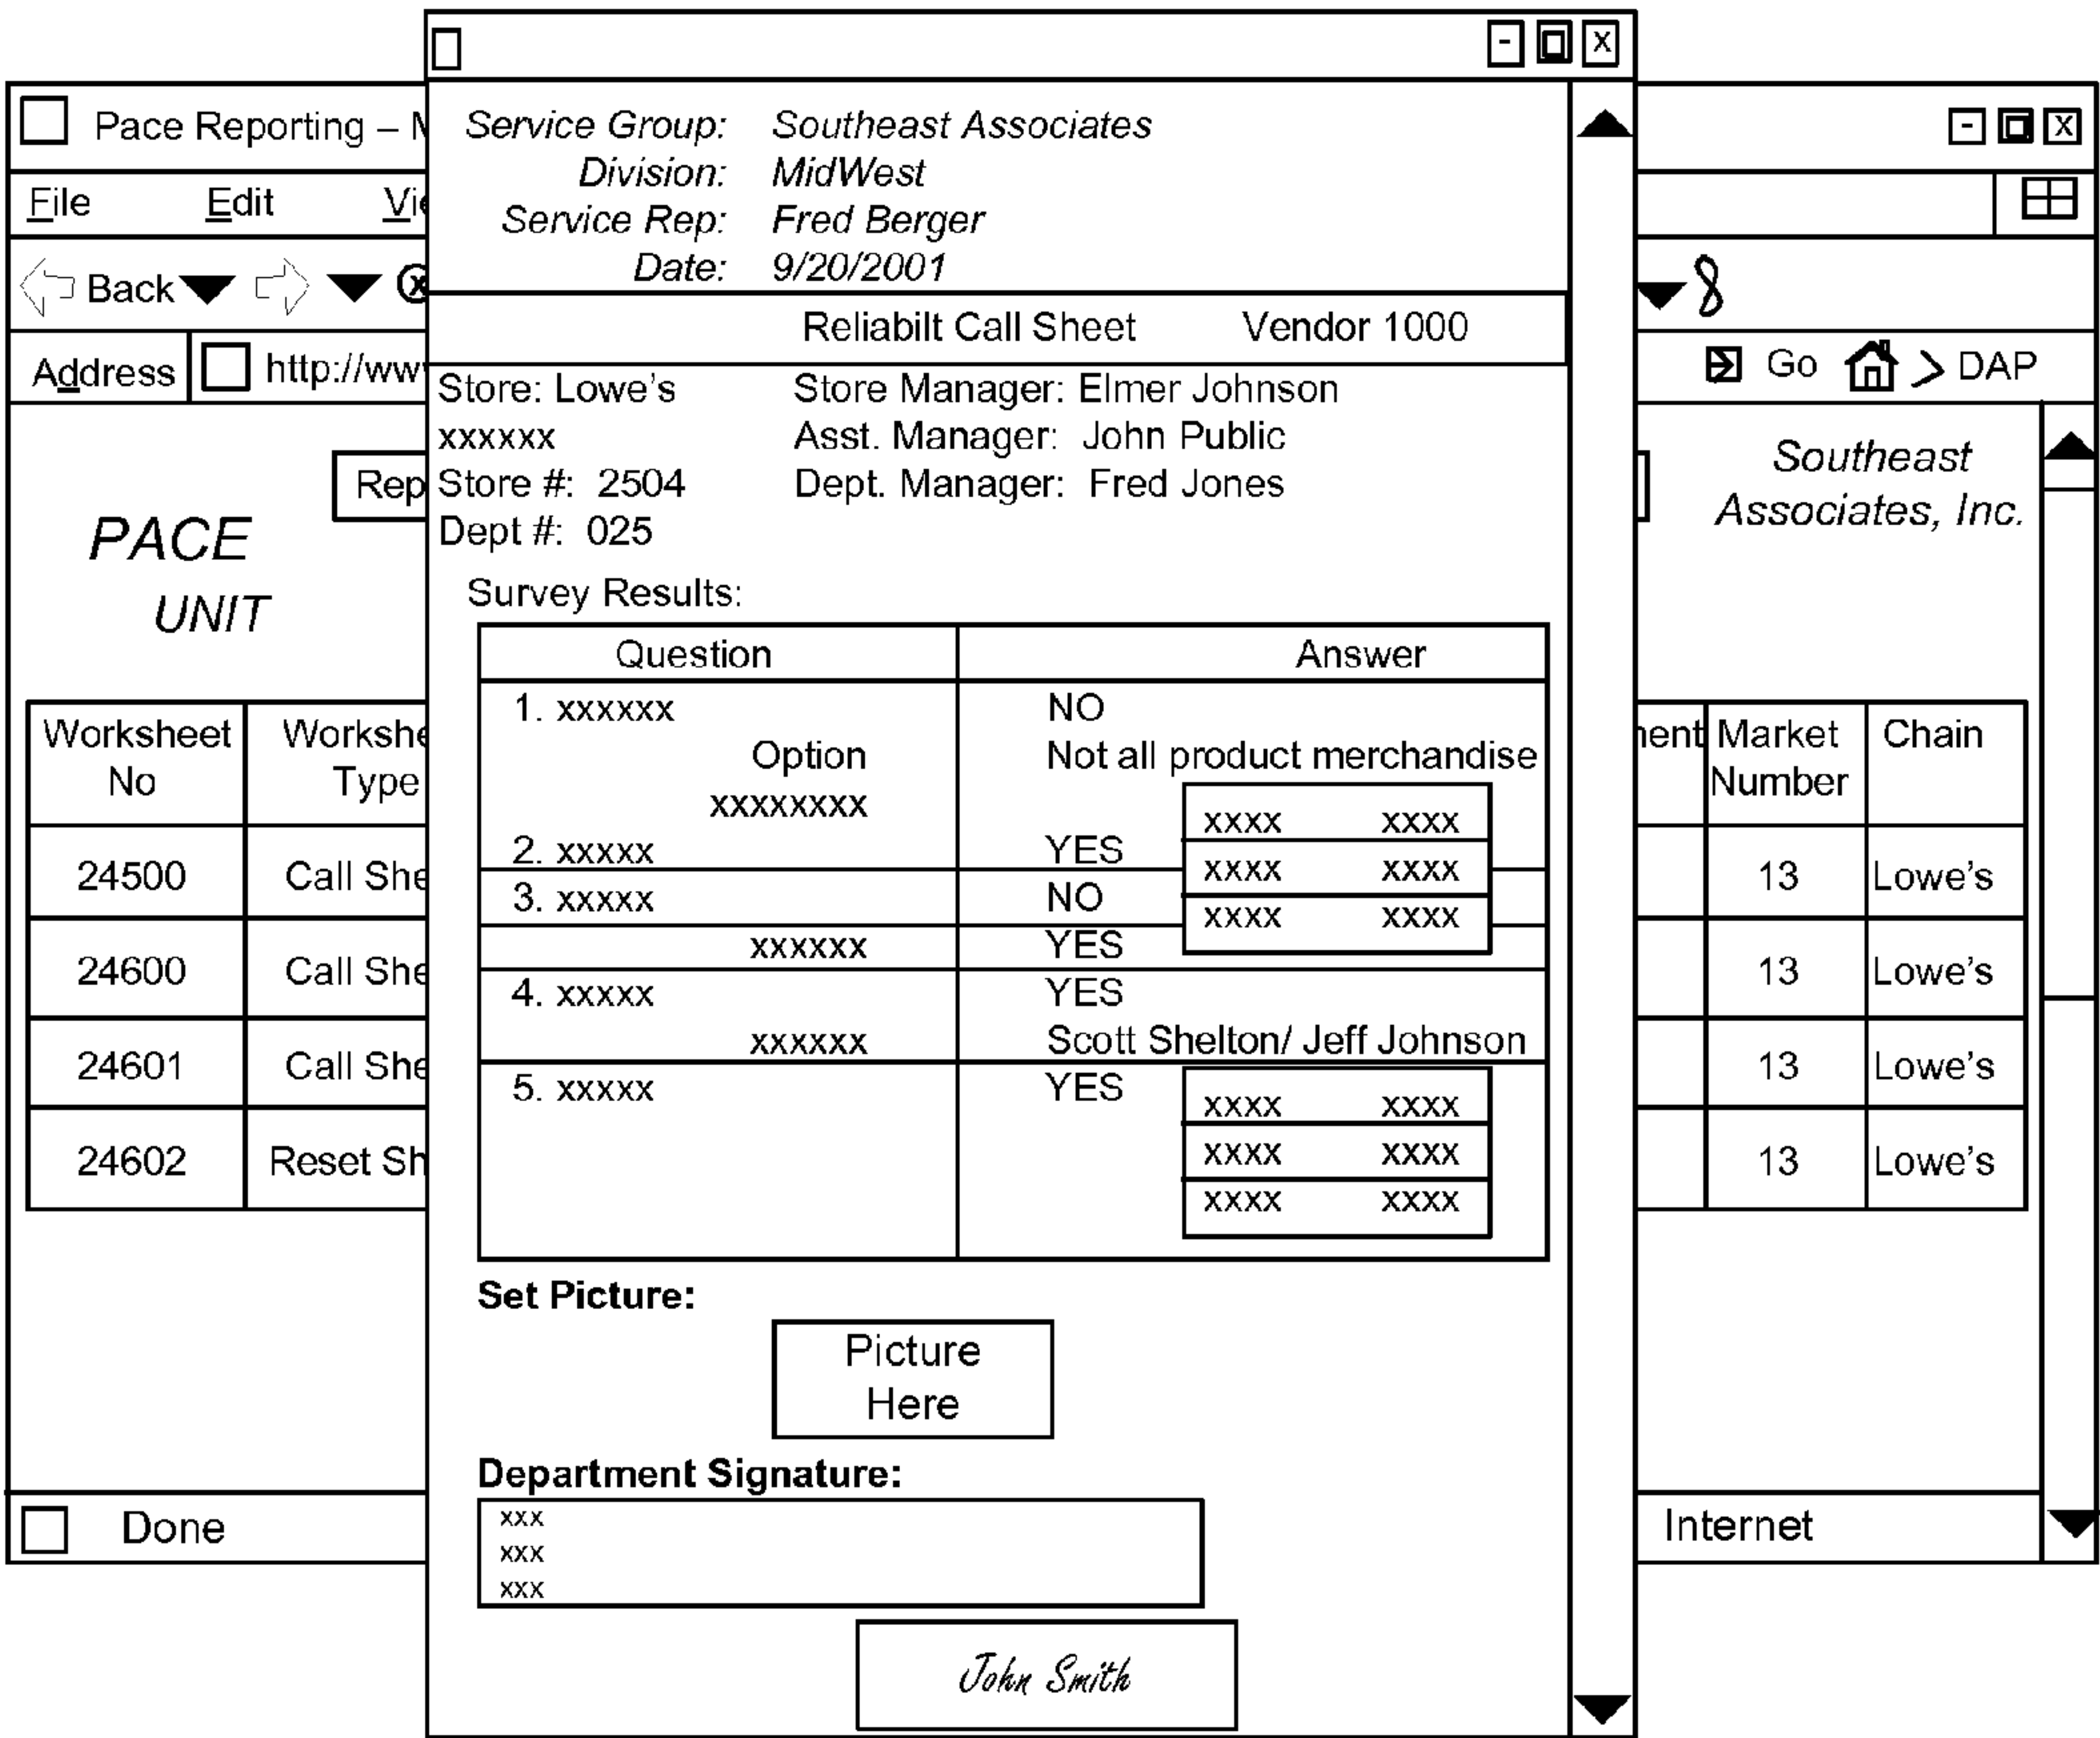 - X
Service Group: Southeast Associates
Division: MidWest
Service Rep: Fred Berger
Date: 9/20/2001
Reliabilt Call Sheet Vendor 1000
Store: Lowe's Store Manager: Elmer Johnson
xxxxxx Asst. Manager: John Public
Store #: 2504 Dept. Manager: Fred Jones
Dept #: 025
Survey Results:
Question Answer
1. xxxxxx NO
Option Not all product merchandise
xxxxxxxx
xxxx xxxx
2. xxxxx YES
xxxx xxxx
3. xxxxx NO
xxxx xxxx
xxxxxx YES
4. xxxxx YES
xxxxxx Scott Shelton/ Jeff Johnson
5. xxxxx YES
xxxx xxxx
xxxx xxxx
xxxx xxxx
Set Picture:
Picture
Here
Department Signature:
xxx
xxx
xxx
John Smith
Pace Reporting –
- X
File Edit
Back
Address http://ww
Go > DAP
Rep
PACE
UNIT
Southeast
Associates, Inc.
Worksheet Market Chain
No Type Number
24500 Call 13 Lowe's
24600 Call 13 Lowe's
24601 Call 13 Lowe's
24602 Reset 13 Lowe's
Done Internet